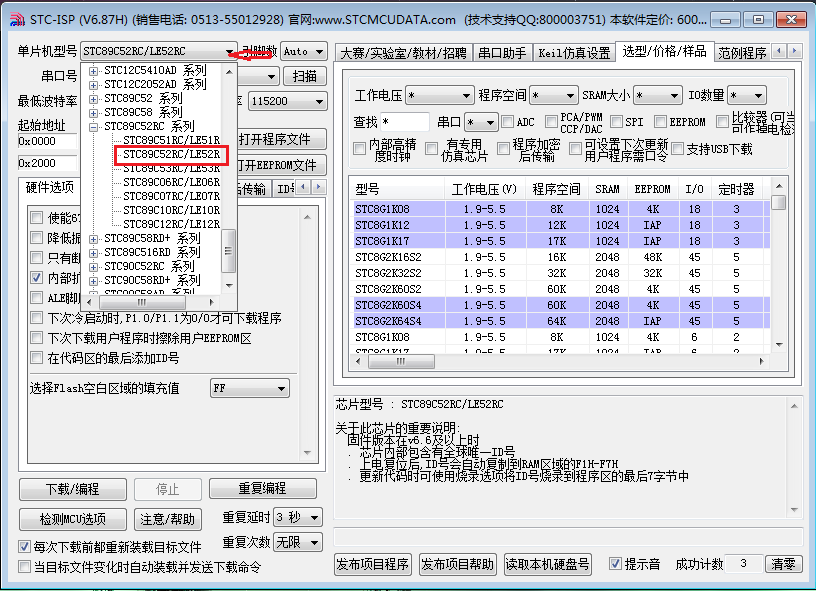 STC-ISP (V6.87H) (销售电话: 0513-55012928) 官网:www.STCMCUDATA.com (技术支持QQ:800003751) 本软件定价: 600...
单片机型号 STC89C52RC/LE52RC 引脚数 Auto
串口号 扫描
最低波特率 115200
起始地址
0x0000 打开程序文件
0x2000 打开EEPROM文件
硬件选项 后传输 ID号
STC12C5410AD 系列
STC12C2052AD 系列
STC89C52 系列
STC89C58 系列
STC89C52RC 系列
STC89C51RC/LE51R
STC89C52RC/LE52R
STC89C53RC/LE53R
STC89C06RC/LE06R
STC89C07RC/LE07R
STC89C10RC/LE10R
STC89C12RC/LE12R
STC89C58RD+ 系列
STC89C516RD 系列
STC90C52RC 系列
STC90C58RD+ 系列
STC90C58AD 系列
使能6T
降低振
只有断
内部扩
ALE脚
下次冷启动时,P1.0/P1.1为0/0才可下载程序
下次下载用户程序时擦除用户EEPROM区
在代码区的最后添加ID号
选择Flash空白区域的填充值 FF
下载/编程 停止 重复编程
检测MCU选项 注意/帮助 重复延时 3 秒
重复次数 无限
每次下载前都重新装载目标文件
当目标文件变化时自动装载并发送下载命令
大赛/实验室/教材/招聘 串口助手 Keil仿真设置 选型/价格/样品 范例程序
工作电压 * 程序空间 * SRAM大小 * IO数量 *
查找 * 串口 * ADC PCA/PWM CCP/DAC SPI EEPROM 比较器(可当 可作掉电检
内部高精度时钟 有专用仿真芯片 程序加密后传输 可设置下次更新用户程序需口令 支持USB下载
型号 工作电压(V) 程序空间 SRAM EEPROM I/O 定时器
STC8G1K08 1.9-5.5 8K 1024 4K 18 3
STC8G1K12 1.9-5.5 12K 1024 IAP 18 3
STC8G1K17 1.9-5.5 17K 1024 IAP 18 3
STC8G2K16S2 1.9-5.5 16K 2048 48K 45 5
STC8G2K32S2 1.9-5.5 32K 2048 32K 45 5
STC8G2K60S2 1.9-5.5 60K 2048 4K 45 5
STC8G2K60S4 1.9-5.5 60K 2048 4K 45 5
STC8G2K64S4 1.9-5.5 64K 2048 IAP 45 5
STC8G1K08 1.9-5.5 8K 1024 4K 6 2
STC8G1K17 1.9-5.5 17K 1024 IAP 6 2
芯片型号 : STC89C52RC/LE52RC
关于此芯片的重要说明:
固件版本在v6.6及以上时
. 芯片内部包含有全球唯一ID号
. 上电复位后,ID号会自动复制到RAM区域的F1H-F7H
. 更新代码时可使用烧录选项将ID号烧录到程序区的最后7字节中
发布项目程序 发布项目帮助 读取本机硬盘号 提示音 成功计数 3 清零